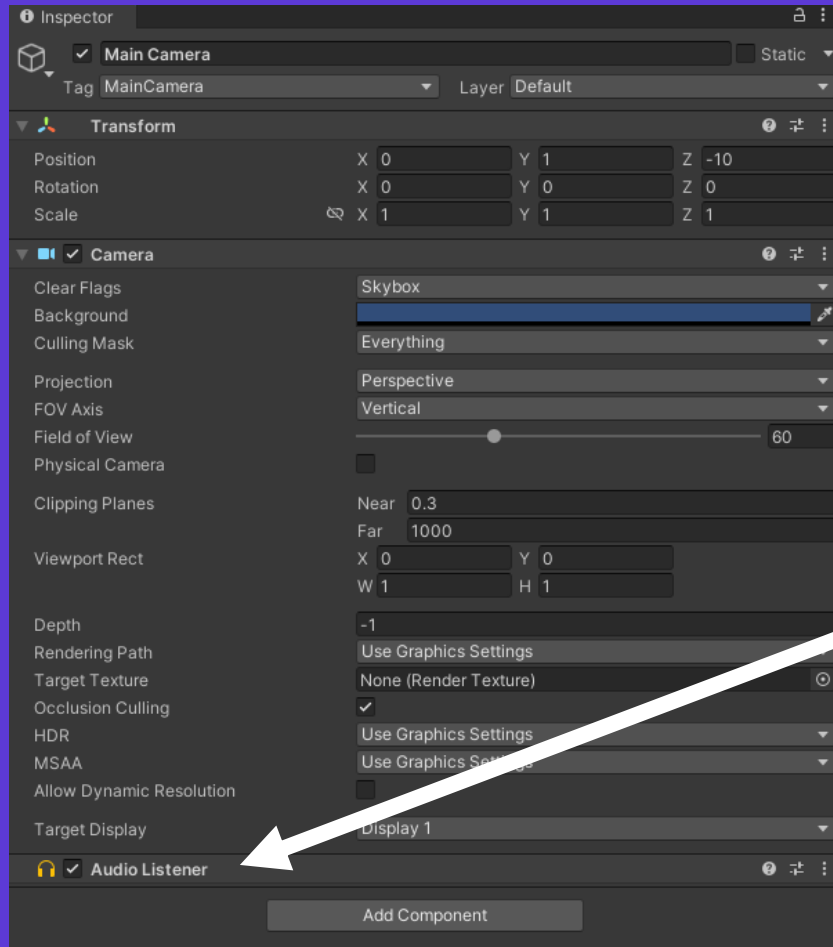 Inspector
Main Camera Static
Tag MainCamera Layer Default
Transform
Position X 0 Y 1 Z -10
Rotation X 0 Y 0 Z 0
Scale X 1 Y 1 Z 1
Camera
Clear Flags Skybox
Background
Culling Mask Everything
Projection Perspective
FOV Axis Vertical
Field of View 60
Physical Camera
Clipping Planes Near 0.3
Far 1000
Viewport Rect X 0 Y 0
W 1 H 1
Depth -1
Rendering Path Use Graphics Settings
Target Texture None (Render Texture)
Occlusion Culling
HDR Use Graphics Settings
MSAA Use Graphics Settings
Allow Dynamic Resolution
Target Display Display 1
Audio Listener
Add Component